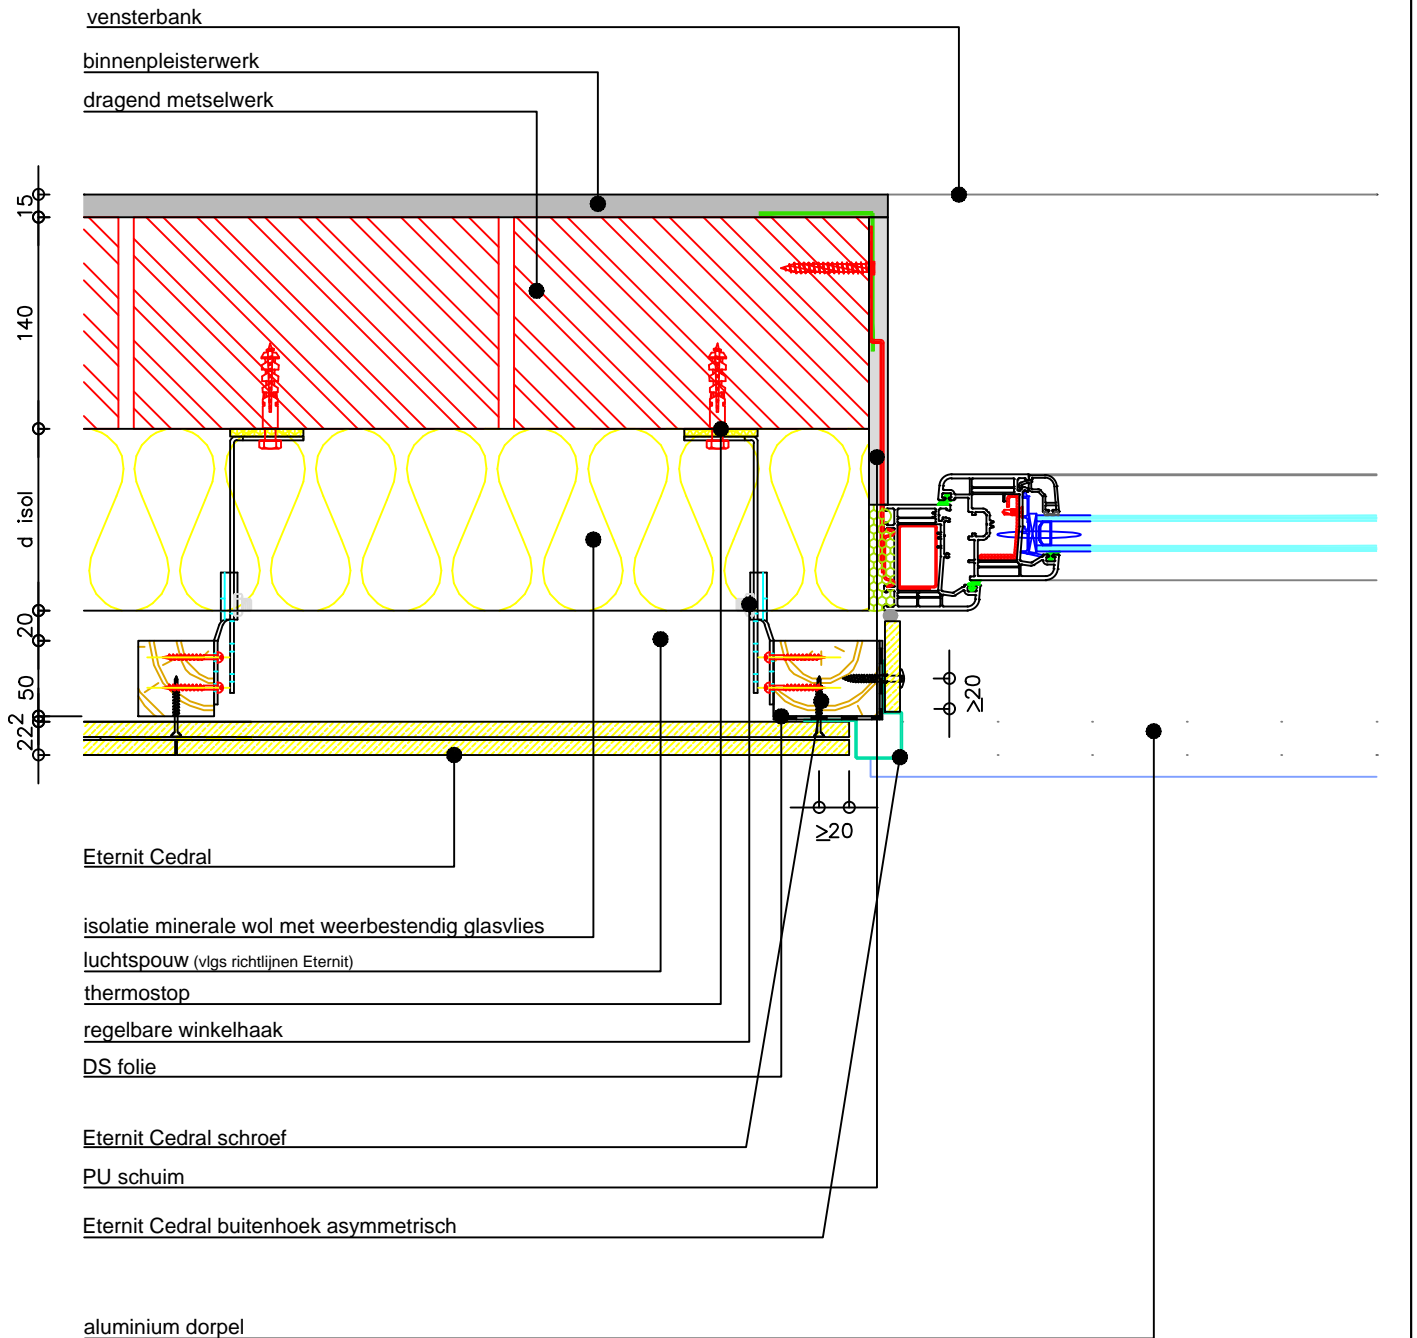 vensterbank
binnenpleisterwerk
dragend metselwerk
15
140
d isol
20
50
2
22
≥20
≥20
Eternit Cedral
isolatie minerale wol met weerbestendig glasvlies
luchtspouw (vlgs richtlijnen Eternit)
thermostop
regelbare winkelhaak
DS folie
Eternit Cedral schroef
PU schuim
Eternit Cedral buitenhoek asymmetrisch
aluminium dorpel